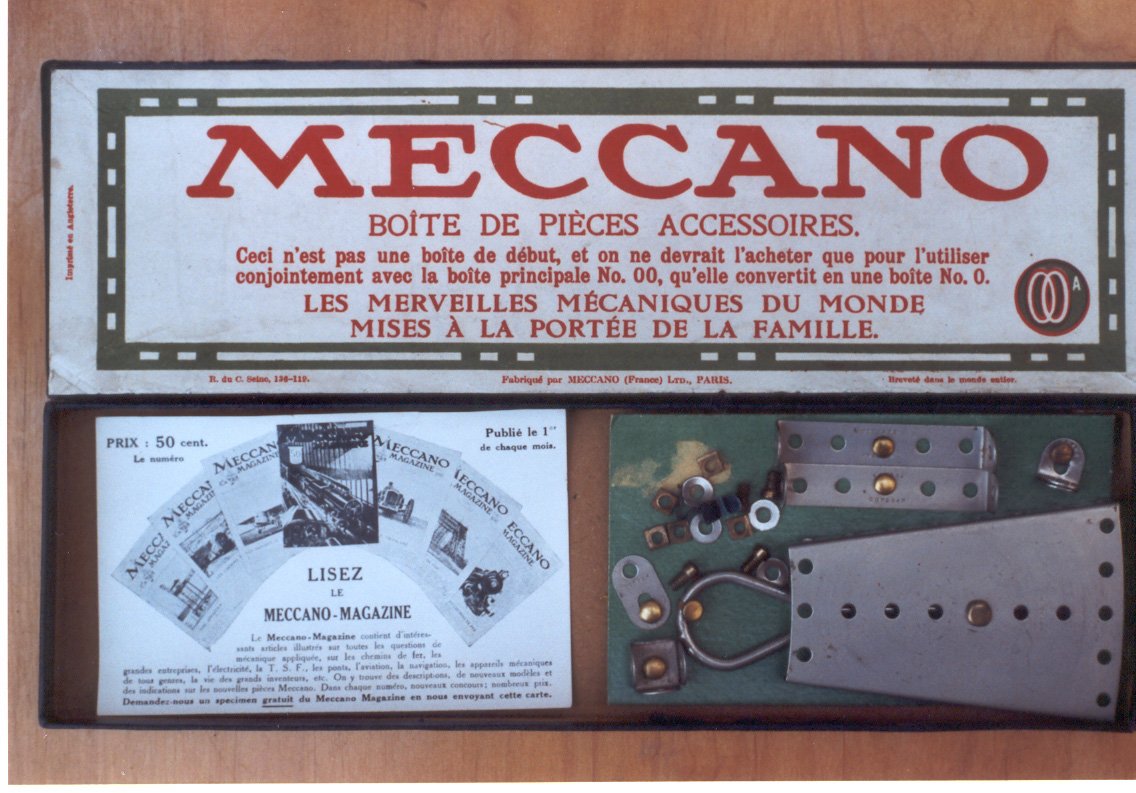 MECCANO
BOÎTE DE PIÈCES ACCESSOIRES.
Ceci n'est pas une boîte de début, et on ne devrait l'acheter que pour l'utiliser
conjointement avec la boîte principale No. 00, qu'elle convertit en une boîte No. 0.
LES MERVEILLES MÉCANIQUES DU MONDE
MISES À LA PORTÉE DE LA FAMILLE.
00 A
Imprimé en Angleterre.
R. du C. Seine, 136-119.
Fabriqué par MECCANO (France) LTD., PARIS.
Breveté dans le monde entier.
PRIX : 50 cent.
Le numéro
Publié le 1er
de chaque mois.
MECC
MAGA
MECCA
MAGAZ
MECCAN
MAGAZINE
MECCANO
MAGAZINE
MECCANO
MAGAZINE
ECCANO
MAGAZINE
LISEZ
LE
MECCANO-MAGAZINE
Le Meccano-Magazine contient d'intéres-
sants articles illustrés sur toutes les questions de
mécanique appliquée, sur les chemins de fer, les
grandes entreprises, l'électricité, la T. S. F., les ponts, l'aviation, la navigation, les appareils mécaniques
de tous genres, la vie des grands inventeurs, etc. On y trouve des descriptions, de nouveaux modèles et
des indications sur les nouvelles pièces Meccano. Dans chaque numéro, nouveaux concours; nombreux prix.
Demandez-nous un specimen gratuit du Meccano Magazine en nous envoyant cette carte.